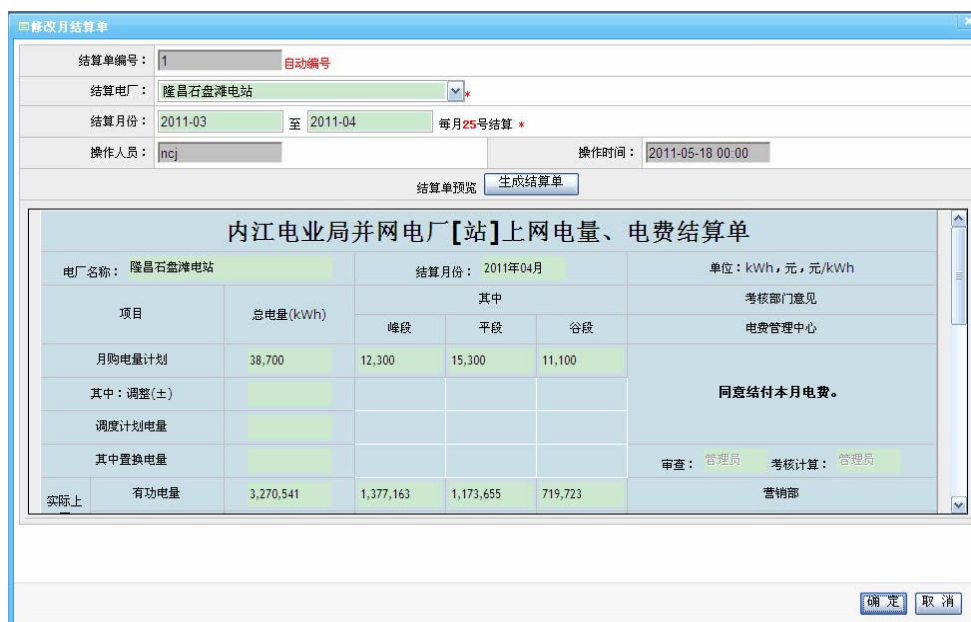 修改月结算单
结算单编号： 1 自动编号
结算电厂： 隆昌石盘滩电站 *
结算月份： 2011-03 至 2011-04 每月25号结算 *
操作人员： ncj 操作时间： 2011-05-18 00:00
结算单预览 生成结算单
内江电业局并网电厂[站]上网电量、电费结算单
电厂名称： 隆昌石盘滩电站 结算月份： 2011年04月 单位：kWh，元，元/kWh
项目 总电量(kWh) 其中 考核部门意见
峰段 平段 谷段 电费管理中心
月购电量计划 38,700 12,300 15,300 11,100
其中：调整(±) 同意结付本月电费。
调度计划电量
其中置换电量 审查： 管理员 考核计算： 管理员
实际上 有功电量 3,270,541 1,377,163 1,173,655 719,723 营销部
确 定 取 消